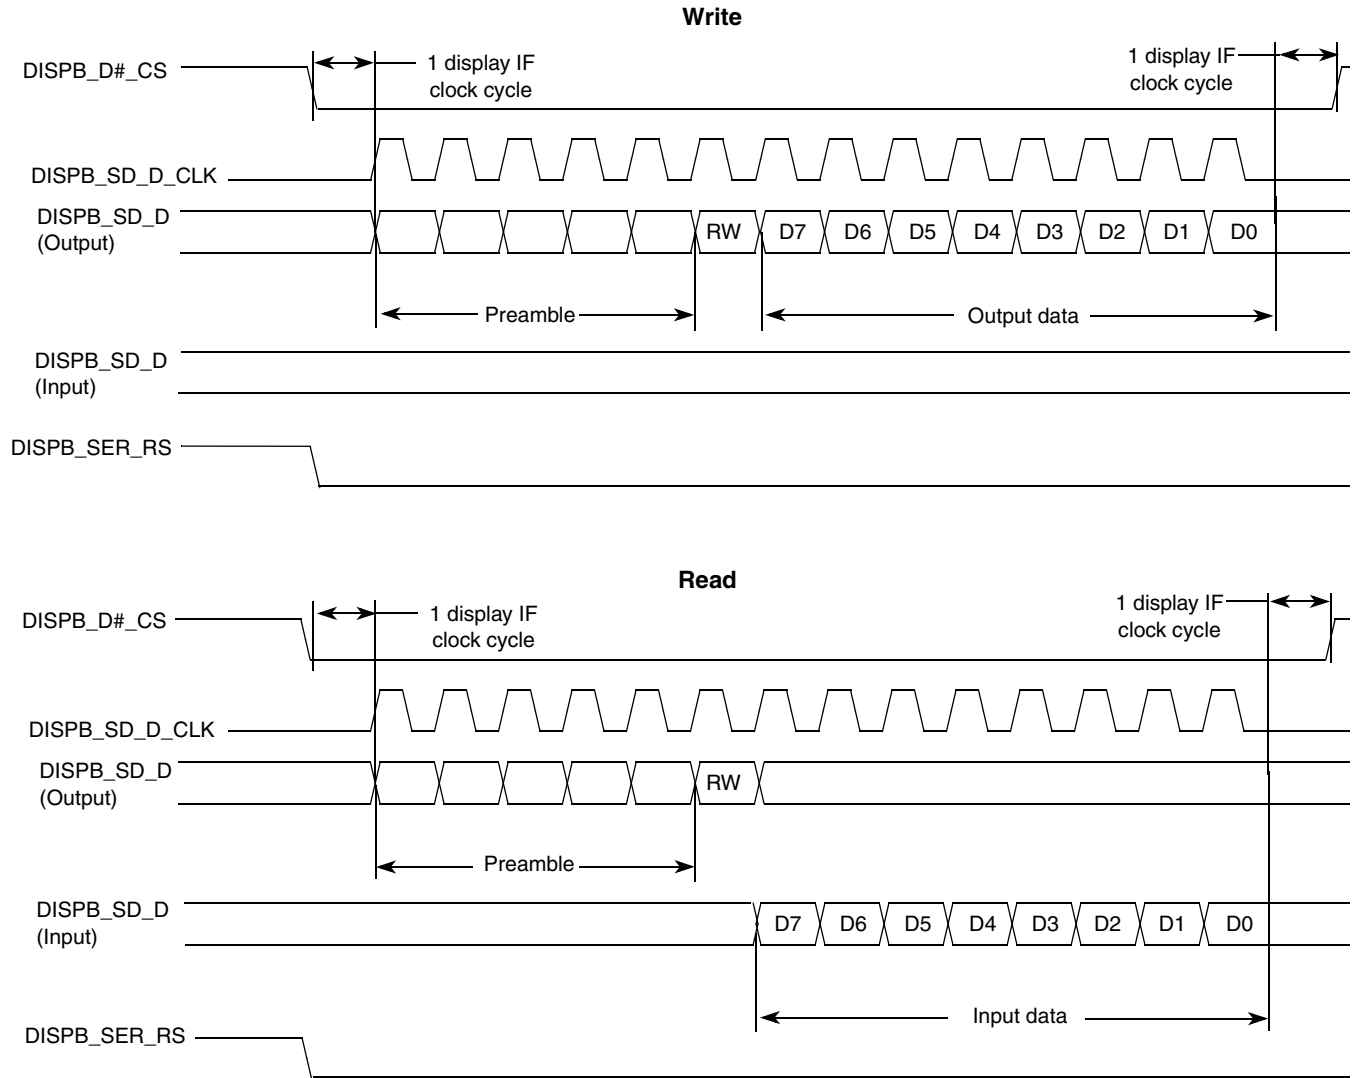 Write
DISPB_D#_CS
1 display IF
clock cycle
1 display IF
clock cycle
DISPB_SD_D_CLK
DISPB_SD_D
(Output)
RW D7 D6 D5 D4 D3 D2 D1 D0
Preamble
Output data
DISPB_SD_D
(Input)
DISPB_SER_RS
Read
DISPB_D#_CS
1 display IF
clock cycle
1 display IF
clock cycle
DISPB_SD_D_CLK
DISPB_SD_D
(Output)
RW
Preamble
DISPB_SD_D
(Input)
D7 D6 D5 D4 D3 D2 D1 D0
Input data
DISPB_SER_RS